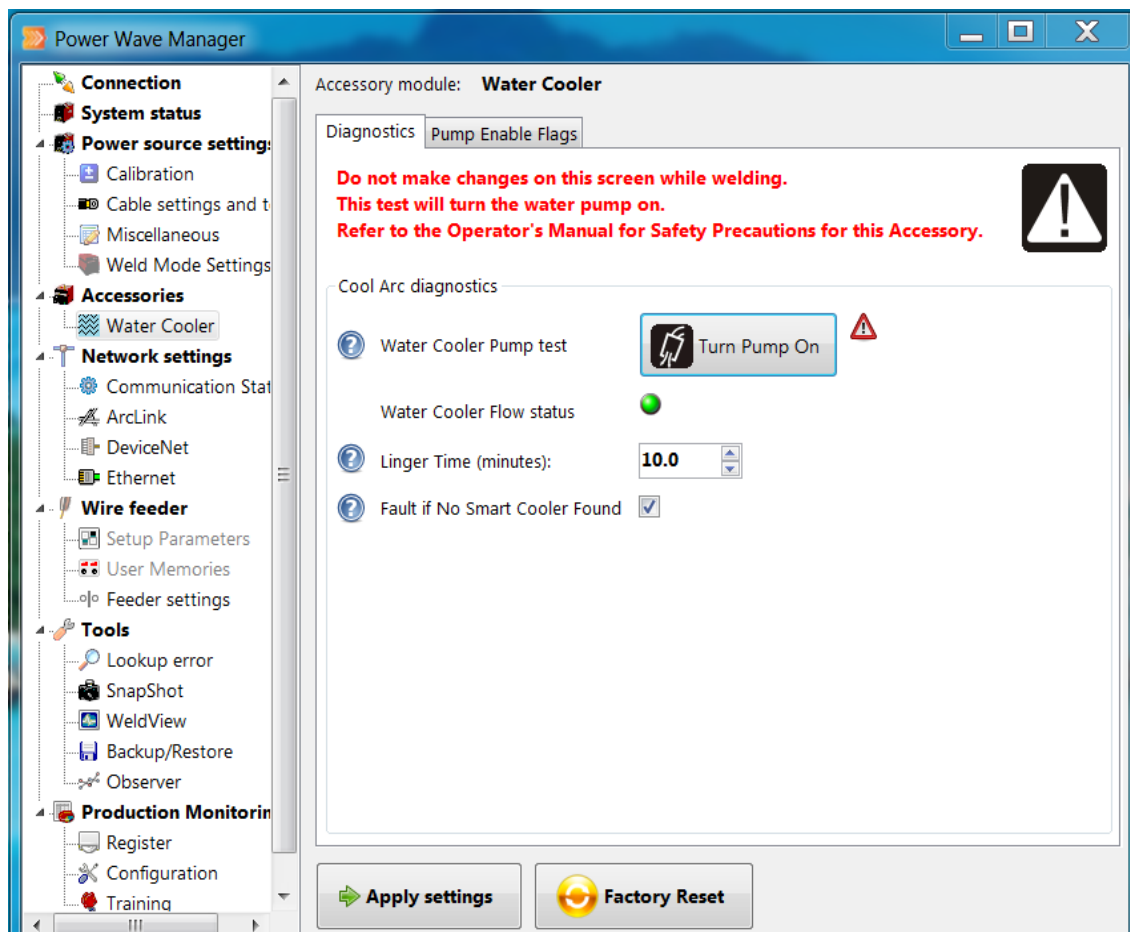 Power Wave Manager
Connection
System status
Power source settings
Calibration
Cable settings and t
Miscellaneous
Weld Mode Settings
Accessories
Water Cooler
Network settings
Communication Stat
ArcLink
DeviceNet
Ethernet
Wire feeder
Setup Parameters
User Memories
Feeder settings
Tools
Lookup error
SnapShot
WeldView
Backup/Restore
Observer
Production Monitorin
Register
Configuration
Training
Accessory module: Water Cooler
Diagnostics Pump Enable Flags
Do not make changes on this screen while welding.
This test will turn the water pump on.
Refer to the Operator's Manual for Safety Precautions for this Accessory.
Cool Arc diagnostics
Water Cooler Pump test Turn Pump On
Water Cooler Flow status
Linger Time (minutes): 10.0
Fault if No Smart Cooler Found
Apply settings Factory Reset